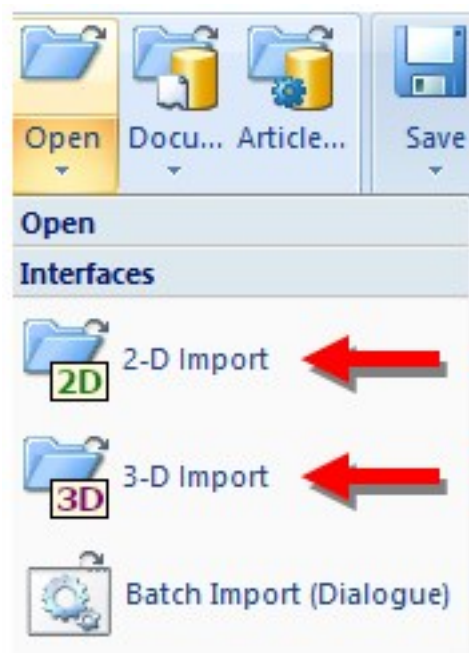 Open Docu... Article... Save
Open
Interfaces
2D 2-D Import
3D 3-D Import
Batch Import (Dialogue)